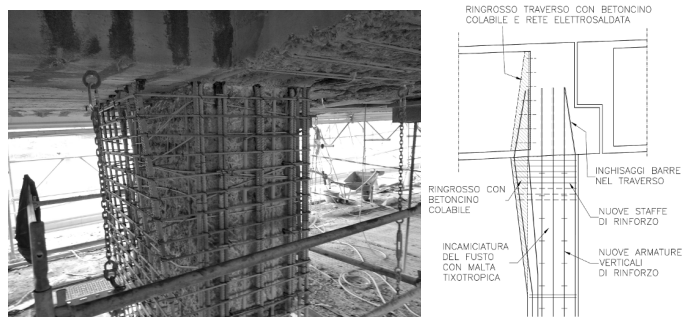 RINGROSSO TRAVERSO CON BETONCINO
COLABILE E RETE ELETTROSALDATA
INGHISAGGI BARRE
NEL TRAVERSO
RINGROSSO CON
BETONCINO
COLABILE
NUOVE STAFFE
DI RINFORZO
INCAMICIATURA
DEL FUSTO
CON MALTA
TIXOTROPICA
NUOVE ARMATURE
VERTICALI
DI RINFORZO